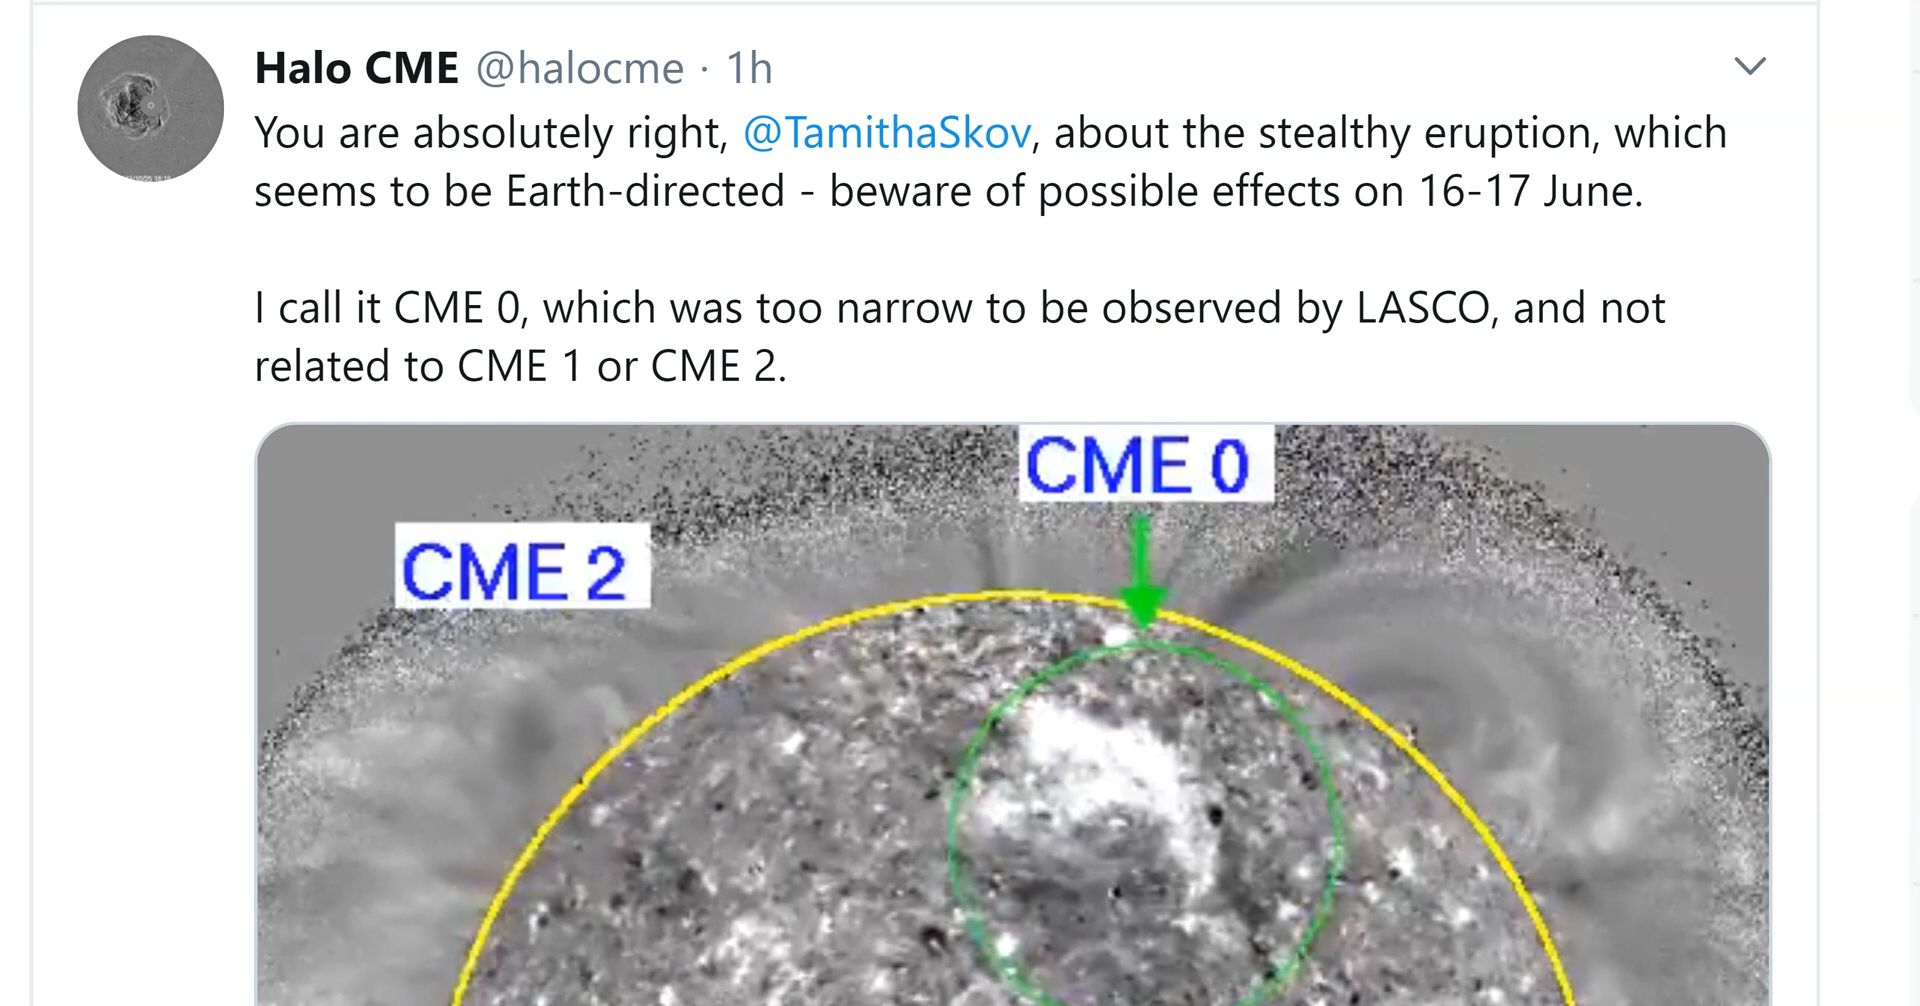 Halo CME @halocme · 1h
You are absolutely right, @TamithaSkov, about the stealthy eruption, which
seems to be Earth-directed - beware of possible effects on 16-17 June.
I call it CME 0, which was too narrow to be observed by LASCO, and not
related to CME 1 or CME 2.
CME 0
CME 2